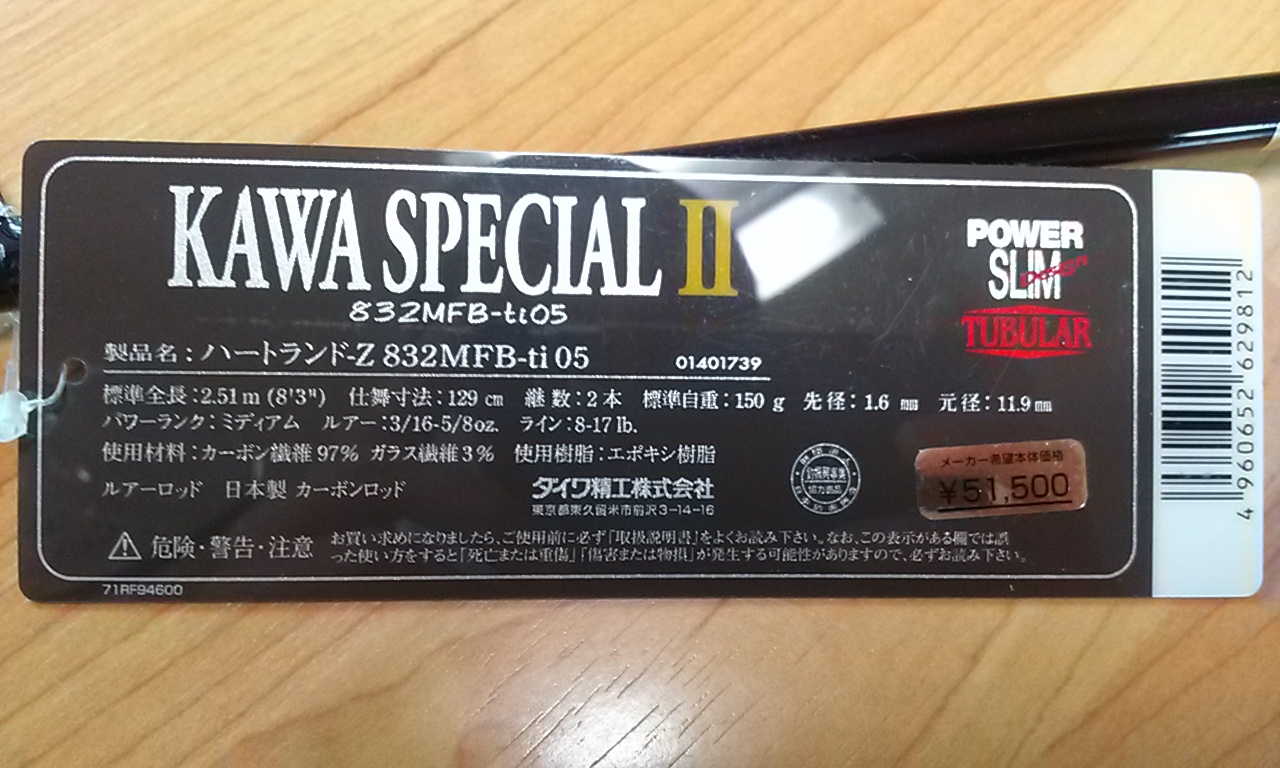 KAWA SPECIAL II
832MFB-ti05
POWER
SLIM
DESIGN
TUBULAR
製品名:ハートランド-Z 832MFB-ti 05
01401739
標準全長:2.51m (8'3") 仕舞寸法:129 cm 継数:2本 標準自重:150 g 先径:1.6 mm 元径:11.9mm
パワーランク:ミディアム ルアー:3/16-5/8oz. ライン:8-17 lb.
使用材料:カーボン繊維97% ガラス繊維3% 使用樹脂:エポキシ樹脂
ルアーロッド 日本製 カーボンロッド
ダイワ精工株式会社
東京都東久留米市前沢3-14-16
メーカー希望本体価格
¥51,500
危険・警告・注意
お買い求めになりましたら、ご使用前に必ず「取扱説明書」をよくお読み下さい。なお、この表示がある欄では誤
った使い方をすると「死亡または重傷」「傷害または物損」が発生する可能性がありますので、必ずお読み下さい。
71RF94600
4 960652 629812